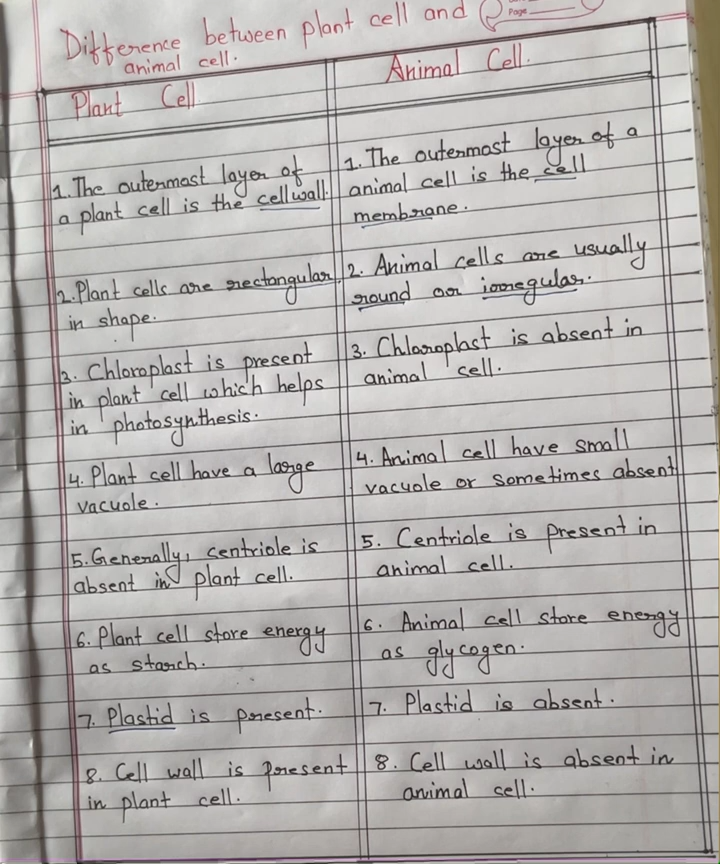 Page
Difference between plant cell and
animal cell.
Plant Cell
1. The outermost layer of
a plant cell is the cell wall.
2. Plant cells are rectangular
in shape.
3. Chloroplast is present
in plant cell which helps
in photosynthesis.
4. Plant cell have a large
vacuole.
5. Generally, centriole is
absent in plant cell.
6. Plant cell store energy
as starch.
7. Plastid is present.
8. Cell wall is present
in plant cell.
Animal Cell.
1. The outermost layer of a
animal cell is the cell
membrane.
2. Animal cells are usually
round or irregular.
3. Chloroplast is absent in
animal cell.
4. Animal cell have small
vacuole or sometimes absent
5. Centriole is present in
animal cell.
6. Animal cell store energy
as glycogen.
7. Plastid is absent.
8. Cell wall is absent in
animal cell.